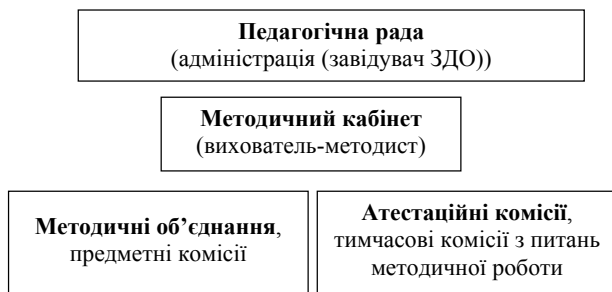 Педагогічна рада
(адміністрація (завідувач ЗДО))
Методичний кабінет
(вихователь-методист)
Методичні об’єднання,
предметні комісії
Атестаційні комісії,
тимчасові комісії з питань
методичної роботи